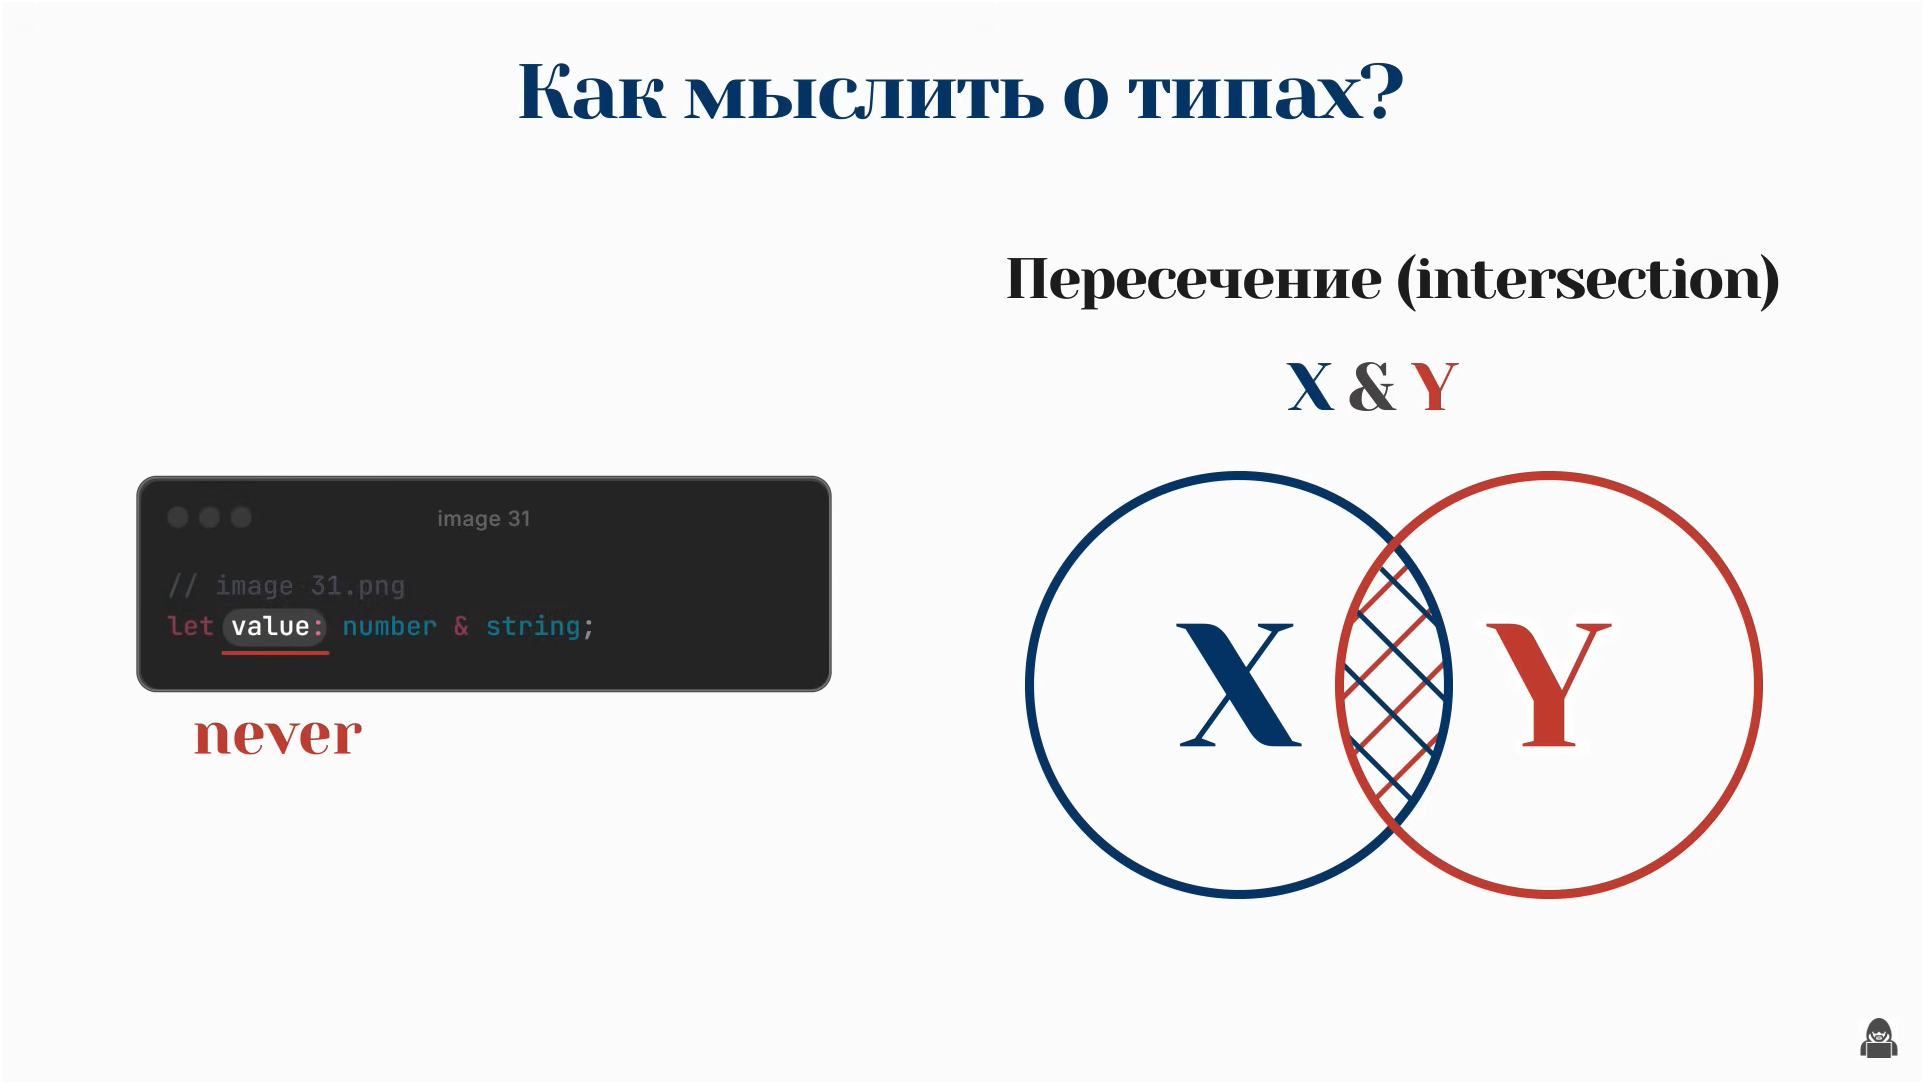 Как мыслить о типах?
image 31
// image 31.png
let value: number & string;
never
Пересечение (intersection)
X & Y
X Y